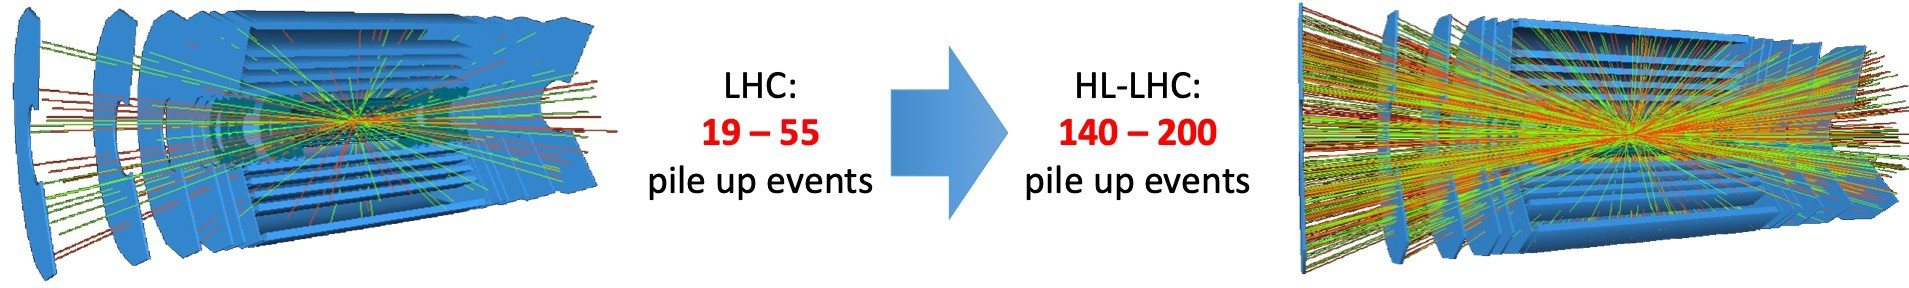 LHC:
19 – 55
pile up events
HL-LHC:
140 – 200
pile up events